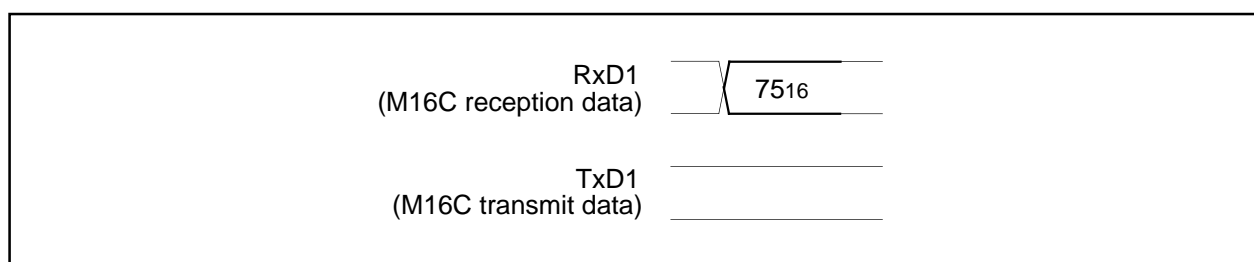 RxD1
(M16C reception data)
7516
TxD1
(M16C transmit data)